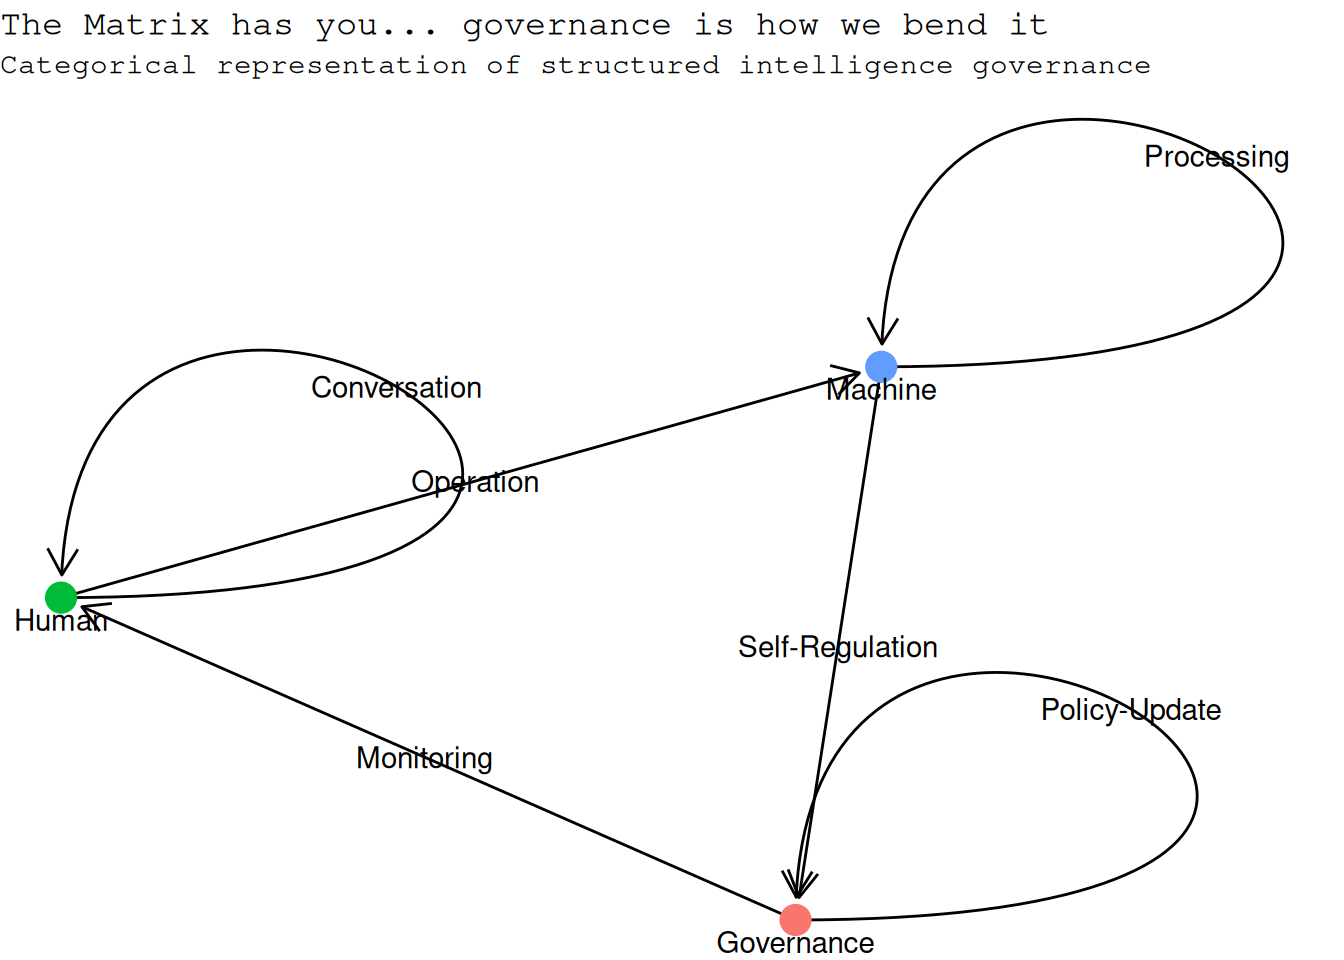 The Matrix has you... governance is how we bend it
Categorical representation of structured intelligence governance
Processing
Conversation
Machine
Operation
Human
Self-Regulation
Policy-Update
Monitoring
Governance